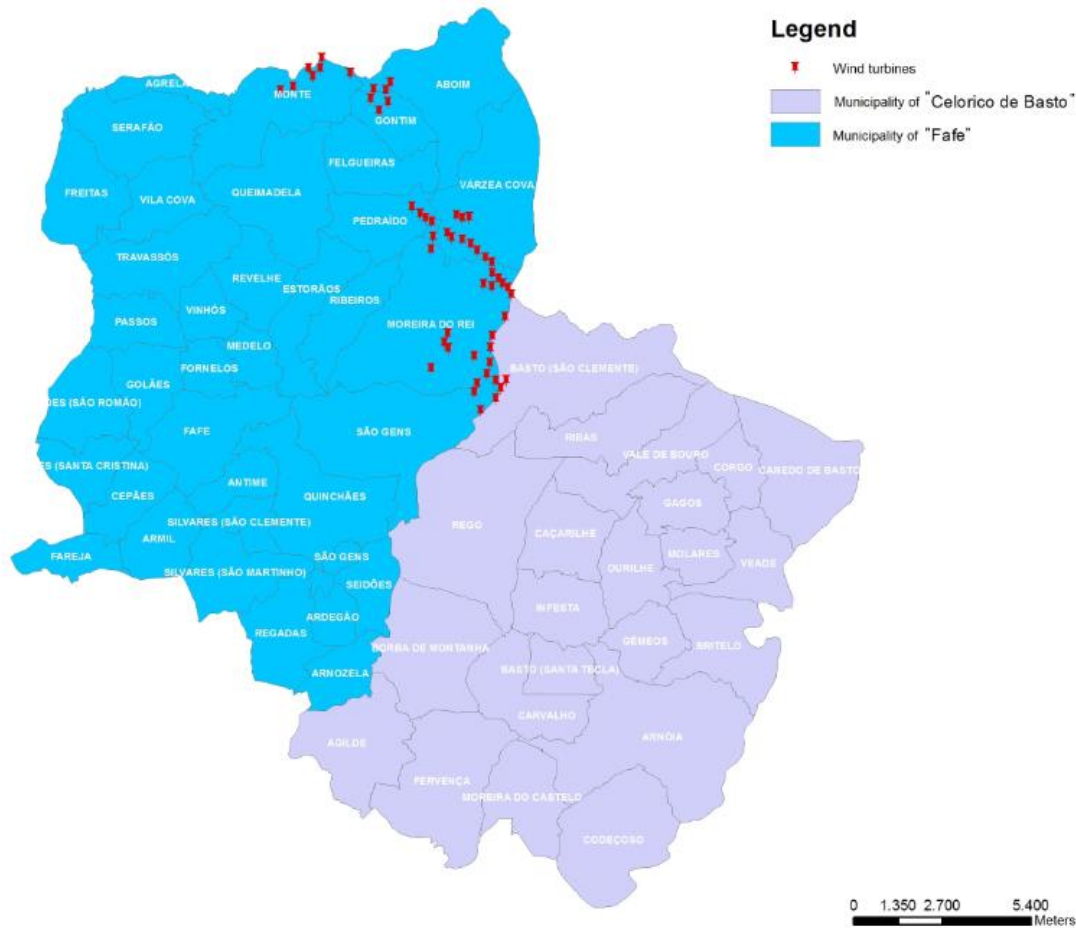 Legend
Wind turbines
Municipality of "Celorico de Basto"
Municipality of "Fafe"
AGRELA
MONTE
ABOIM
SERAFÃO
GONTIM
FELGUEIRAS
FREITAS
VILA COVA
QUEIMADELA
VÁRZEA COVA
PEDRAÍDO
TRAVASSÓS
REVELHE
ESTORÃOS
RIBEIROS
PASSOS
VINHÓS
MOREIRA DO REI
MEDELO
FORNELOS
GOLÃES
BASTO (SÃO CLEMENTE)
ÕES (SÃO ROMÃO)
FAFE
SÃO GENS
RIBAS
VALE DE BOURO
CORGO
CANEDO DE BASTO
ES (SANTA CRISTINA)
ANTIME
CEPÃES
QUINCHÃES
GAGOS
SILVARES (SÃO CLEMENTE)
REGO
CAÇARILHE
ARMIL
FAREJA
SÃO GENS
MOLARES
VEADE
OURILHE
SILVARES (SÃO MARTINHO)
SEIDÕES
INFESTA
ARDEGÃO
REGADAS
GÉMEOS
BRITELO
BORBA DE MONTANHA
ARNOZELA
BASTO (SANTA TECLA)
CARVALHO
ARNÓIA
AGILDE
FERVENÇA
MOREIRA DO CASTELO
CODEÇOSO
0 1.350 2.700 5.400
Meters